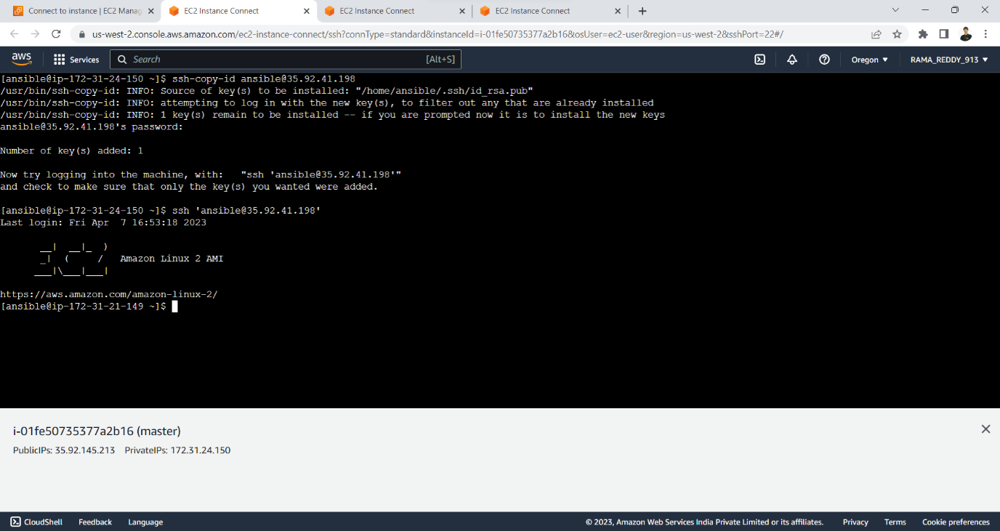 Connect to instance | EC2 Manag
EC2 Instance Connect
EC2 Instance Connect
EC2 Instance Connect
us-west-2.console.aws.amazon.com/ec2-instance-connect/ssh?connType=standard&instanceId=i-01fe50735377a2b16&osUser=ec2-user&region=us-west-2&sshPort=22#/
aws Services Search [Alt+S] Oregon RAMA_REDDY_913
[ansible@ip-172-31-24-150 ~]$ ssh-copy-id ansible@35.92.41.198
/usr/bin/ssh-copy-id: INFO: Source of key(s) to be installed: "/home/ansible/.ssh/id_rsa.pub"
/usr/bin/ssh-copy-id: INFO: attempting to log in with the new key(s), to filter out any that are already installed
/usr/bin/ssh-copy-id: INFO: 1 key(s) remain to be installed -- if you are prompted now it is to install the new keys
ansible@35.92.41.198's password:
Number of key(s) added: 1
Now try logging into the machine, with:   "ssh 'ansible@35.92.41.198'"
and check to make sure that only the key(s) you wanted were added.
[ansible@ip-172-31-24-150 ~]$ ssh 'ansible@35.92.41.198'
Last login: Fri Apr  7 16:53:18 2023
       __|  __|_  )
       _|  (     /   Amazon Linux 2 AMI
      ___|\___|___|
https://aws.amazon.com/amazon-linux-2/
[ansible@ip-172-31-21-149 ~]$
i-01fe50735377a2b16 (master)
PublicIPs: 35.92.145.213 PrivateIPs: 172.31.24.150
CloudShell Feedback Language © 2023, Amazon Web Services India Private Limited or its affiliates. Privacy Terms Cookie preferences